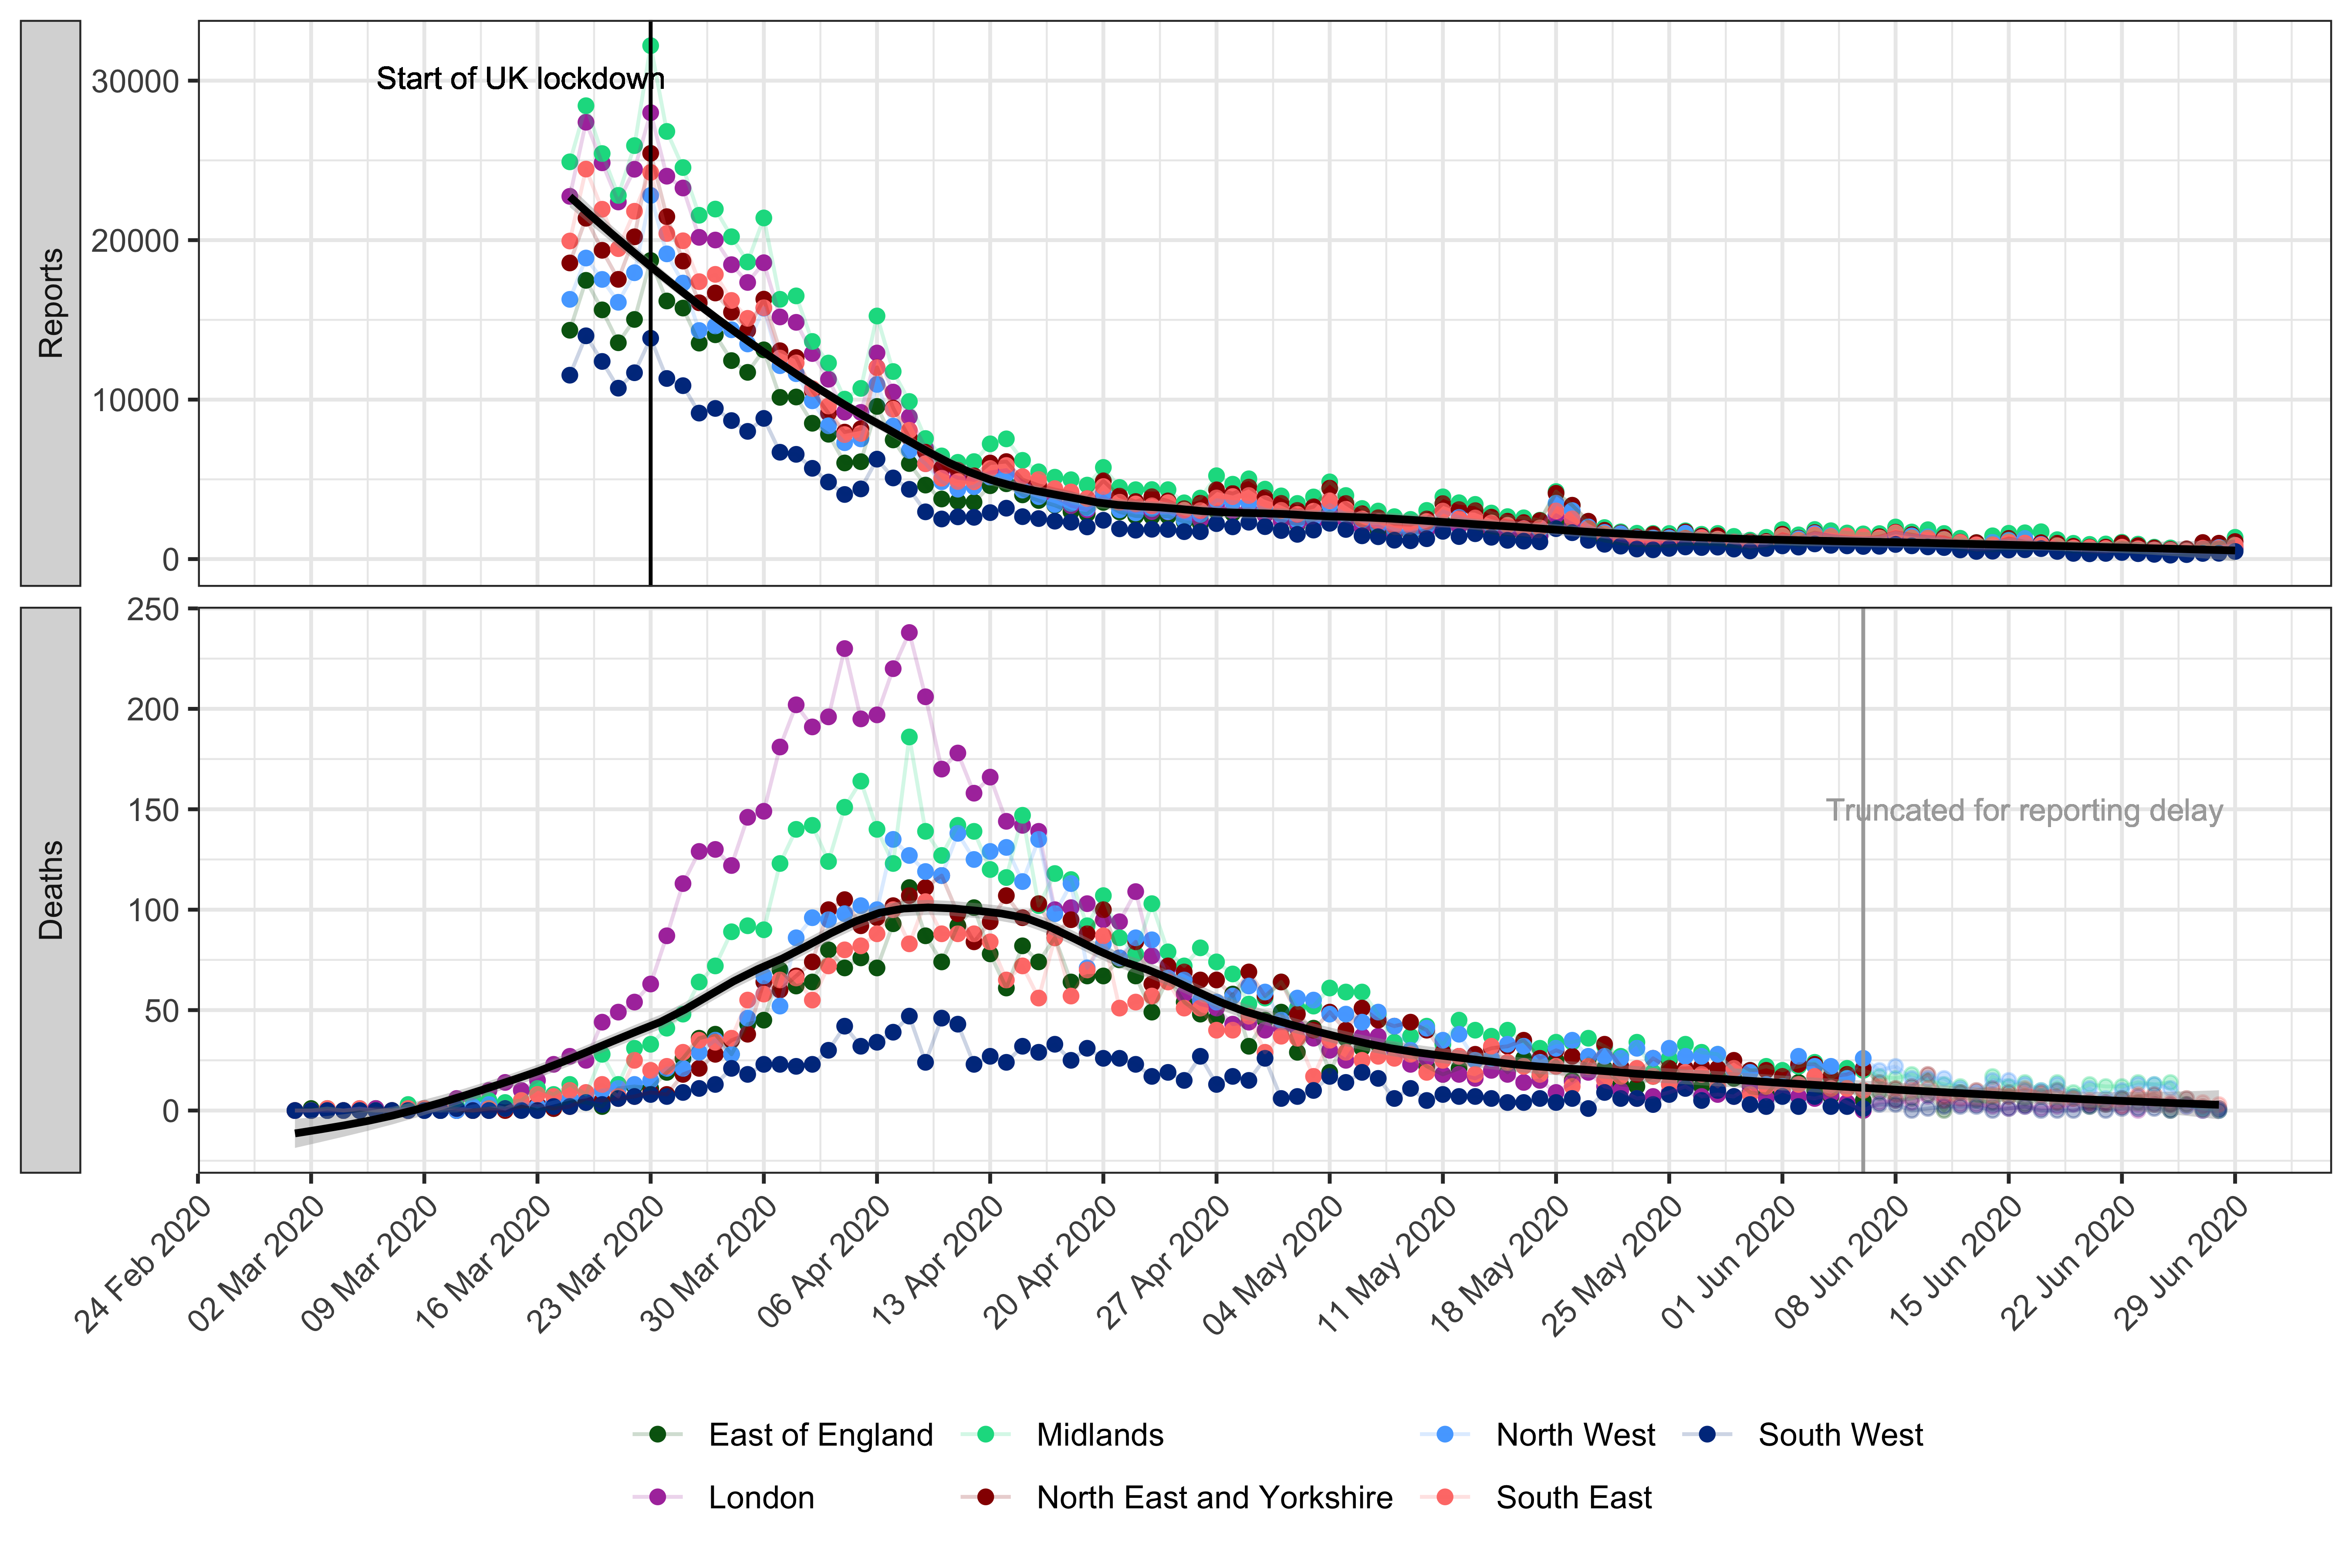 Reports
30000
20000
10000
0
Start of UK lockdown
Deaths
250
200
150
100
50
0
Truncated for reporting delay
24 Feb 2020
02 Mar 2020
09 Mar 2020
16 Mar 2020
23 Mar 2020
30 Mar 2020
06 Apr 2020
13 Apr 2020
20 Apr 2020
27 Apr 2020
04 May 2020
11 May 2020
18 May 2020
25 May 2020
01 Jun 2020
08 Jun 2020
15 Jun 2020
22 Jun 2020
29 Jun 2020
East of England
Midlands
North West
South West
London
North East and Yorkshire
South East